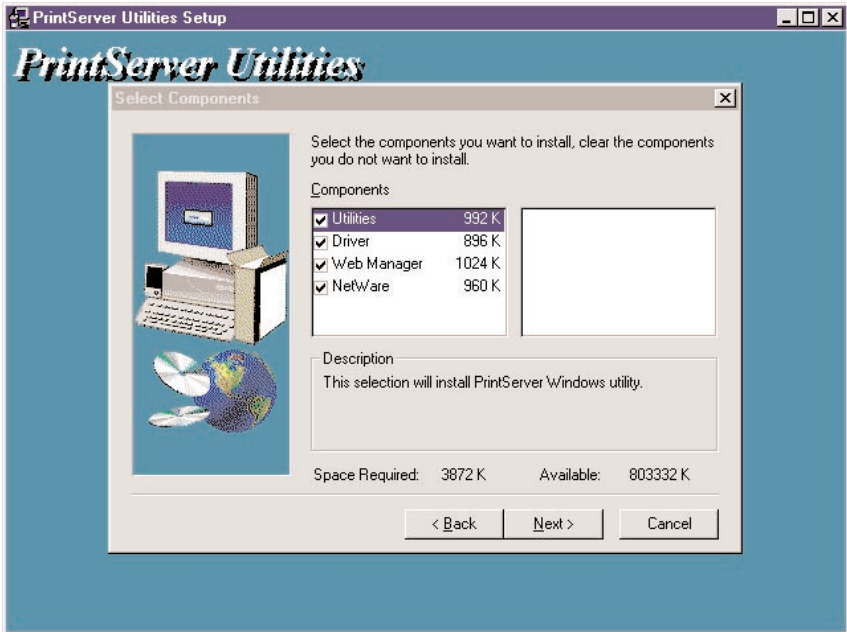 PrintServer Utilities Setup
PrintServer Utilities
Select Components
Select the components you want to install, clear the components
you do not want to install.
Components
Utilities 992 K
Driver 896 K
Web Manager 1024 K
NetWare 960 K
Description
This selection will install PrintServer Windows utility.
Space Required: 3872 K Available: 803332 K
< Back Next > Cancel